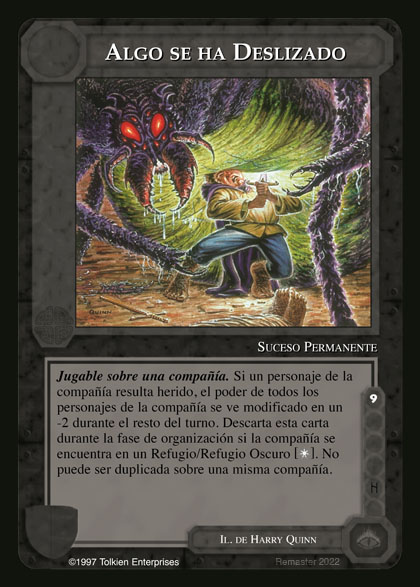 ALGO SE HA DESLIZADO
QUINN
SUCESO PERMANENTE
Jugable sobre una compañía. Si un personaje de la
compañía resulta herido, el poder de todos los
personajes de la compañía se ve modificado en un
-2 durante el resto del turno. Descarta esta carta
durante la fase de organización si la compañía se
encuentra en un Refugio/Refugio Oscuro [☀]. No
puede ser duplicada sobre una misma compañía.
9
H
IL. DE HARRY QUINN
©1997 Tolkien Enterprises
Remaster 2022